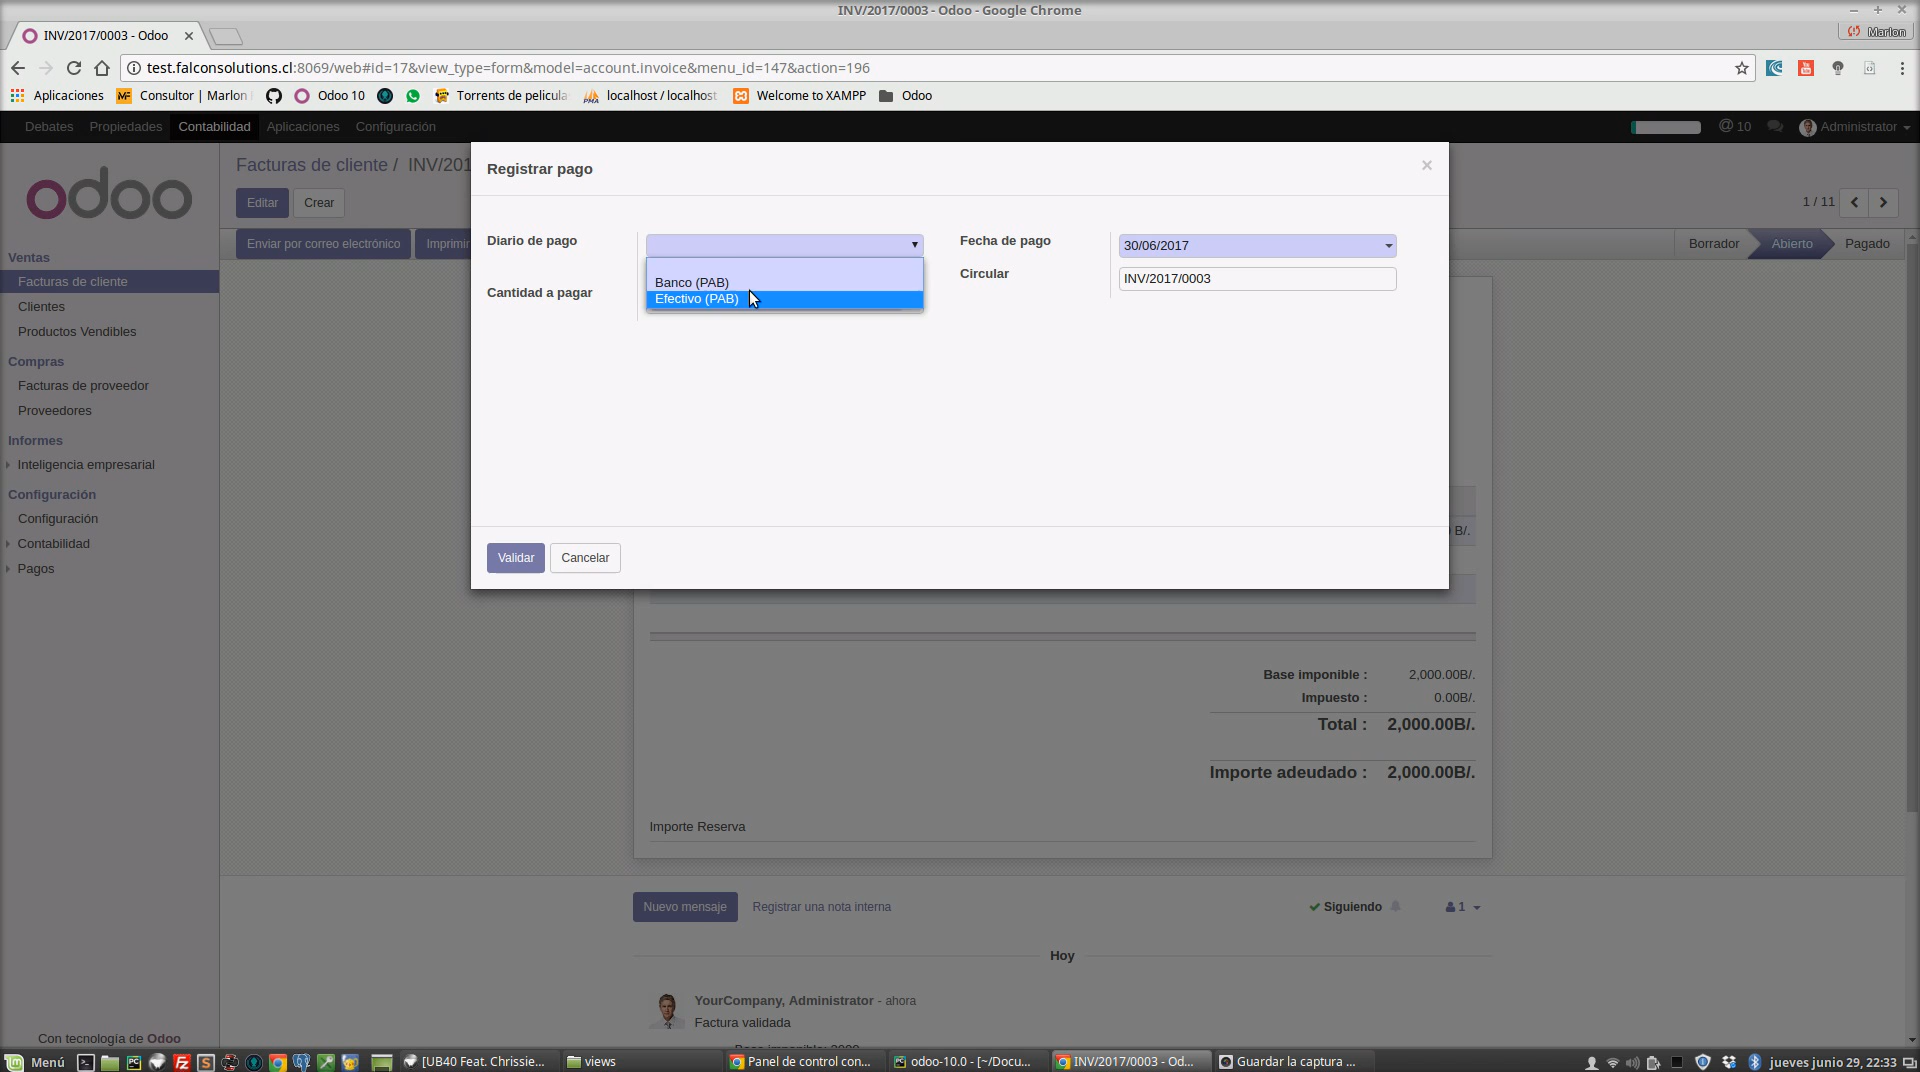 INV/2017/0003 - Odoo - Google Chrome
INV/2017/0003 - Odoo
Marlon
test.falconsolutions.cl:8069/web#id=17&view_type=form&model=account.invoice&menu_id=147&action=196
Aplicaciones
Consultor | Marlon
Odoo 10
Torrents de pelicula
localhost / localhost
Welcome to XAMPP
Odoo
Debates
Propiedades
Contabilidad
Aplicaciones
Configuración
@ 10
Administrator
odoo
Facturas de cliente / INV/201
Editar
Crear
1 / 11
Enviar por correo electrónico
Imprimir
Borrador
Abierto
Pagado
Ventas
Facturas de cliente
Clientes
Productos Vendibles
Compras
Facturas de proveedor
Proveedores
Informes
Inteligencia empresarial
Configuración
Configuración
Contabilidad
Pagos
Con tecnología de Odoo
Registrar pago
×
Diario de pago
Banco (PAB)
Efectivo (PAB)
Cantidad a pagar
Fecha de pago
30/06/2017
Circular
INV/2017/0003
Validar
Cancelar
B/.
Base imponible : 2,000.00B/.
Impuesto : 0.00B/.
Total : 2,000.00B/.
Importe adeudado : 2,000.00B/.
Importe Reserva
Nuevo mensaje
Registrar una nota interna
Siguiendo
1
Hoy
YourCompany, Administrator - ahora
Factura validada
Base imponible: 2000
Menú
[UB40 Feat. Chrissie...
views
Panel de control con...
odoo-10.0 - [~/Docu...
INV/2017/0003 - Od...
Guardar la captura ...
jueves junio 29, 22:33